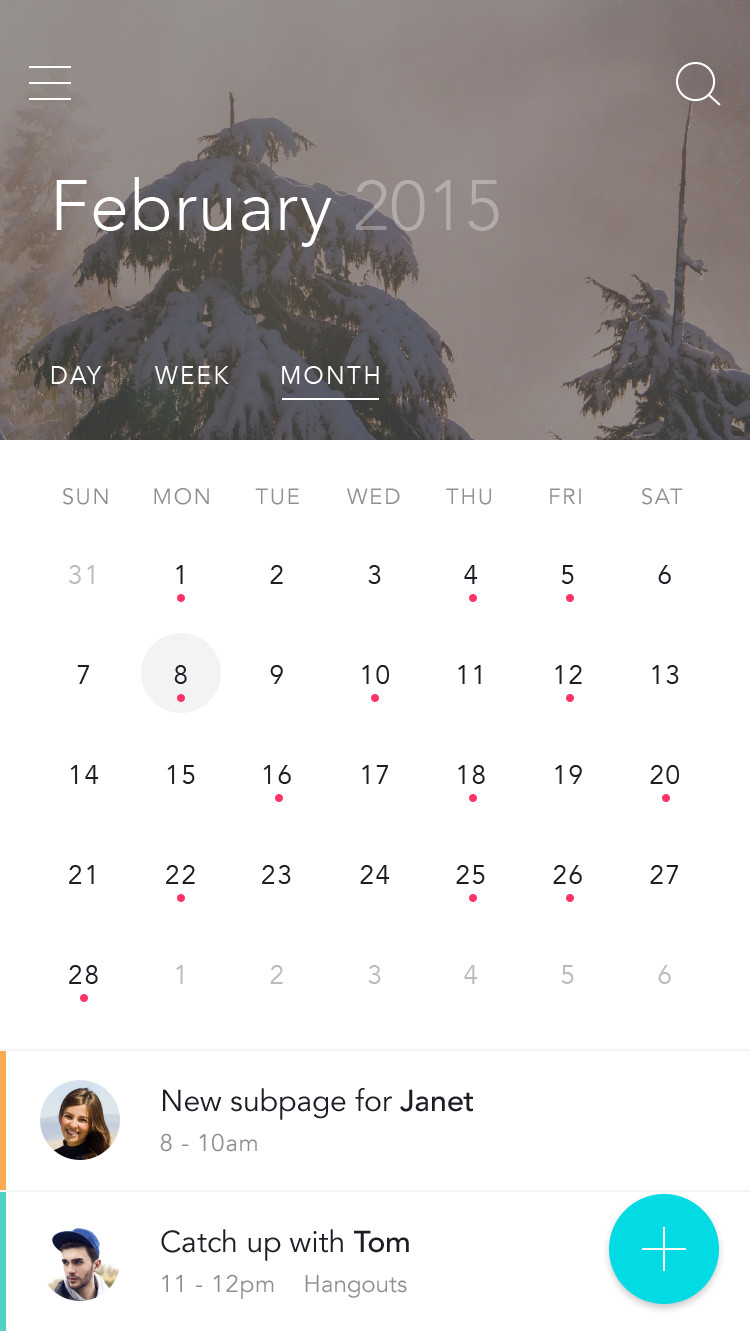 February 2015
DAY WEEK MONTH
SUN MON TUE WED THU FRI SAT
31 1 2 3 4 5 6
7 8 9 10 11 12 13
14 15 16 17 18 19 20
21 22 23 24 25 26 27
28 1 2 3 4 5 6
New subpage for Janet
8 - 10am
Catch up with Tom
11 - 12pm Hangouts